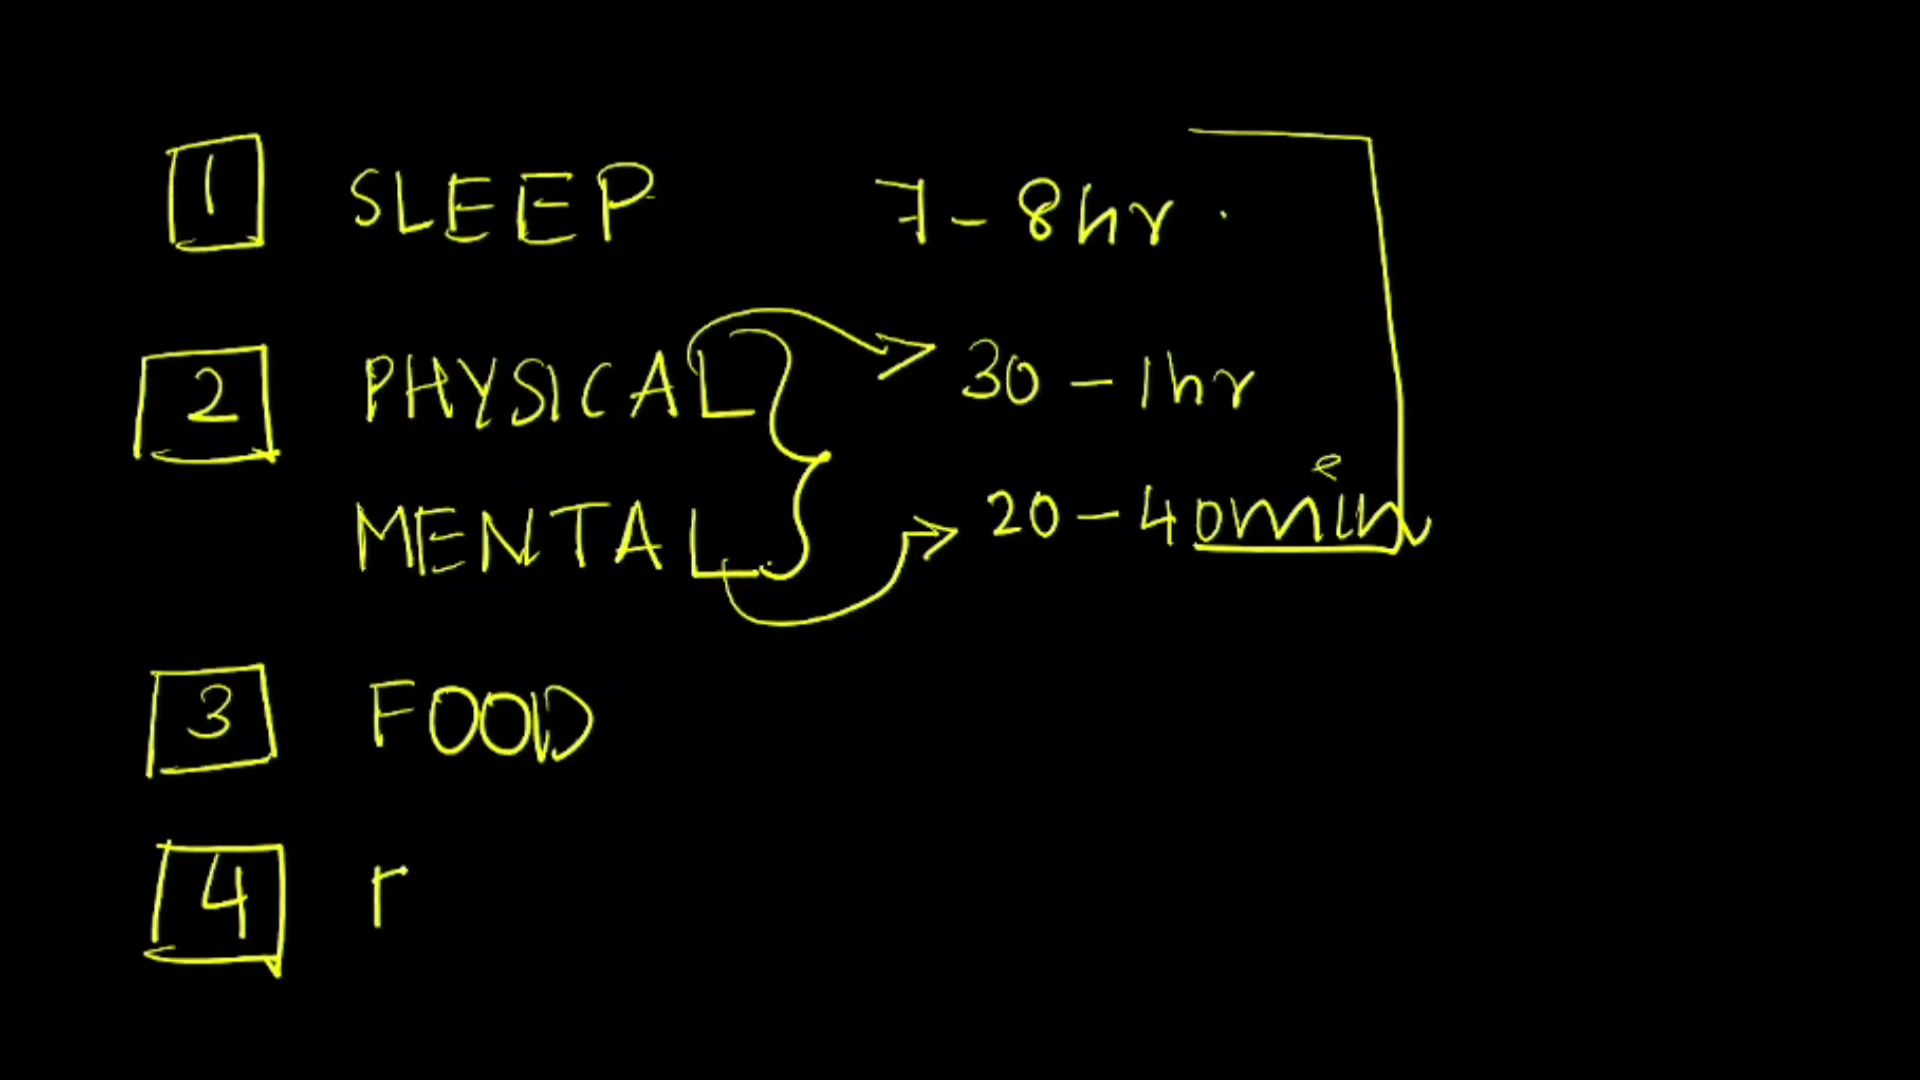 1 SLEEP 7-8hr.
2 PHYSICAL 30-1hr
MENTAL 20-40min
3 FOOD
4